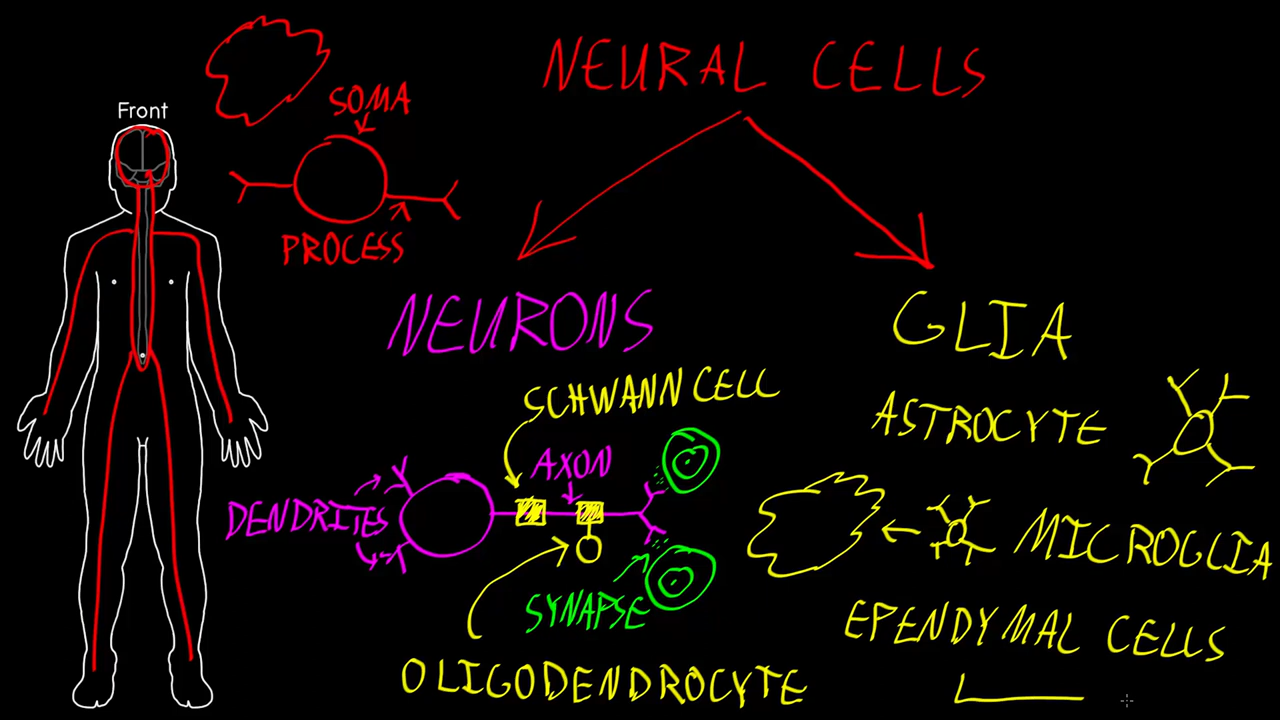 NEURAL CELLS
SOMA
Front
PROCESS
NEURONS
GLIA
SCHWANN CELL
ASTROCYTE
AXON
DENDRITES
MICROGLIA
SYNAPSE
EPENDYMAL CELLS
OLIGODENDROCYTE